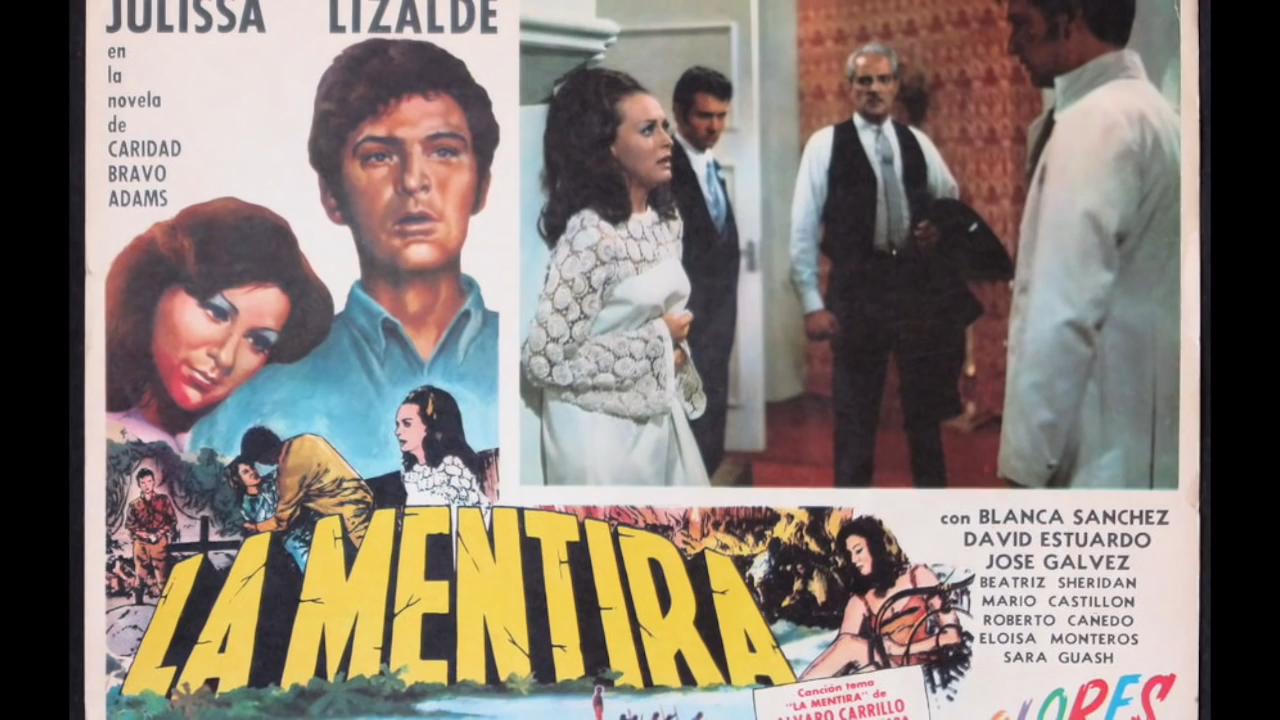 JULISSA LIZALDE
en
la
novela
de
CARIDAD
BRAVO
ADAMS
LA MENTIRA
con BLANCA SANCHEZ
DAVID ESTUARDO
JOSE GALVEZ
BEATRIZ SHERIDAN
MARIO CASTILLON
ROBERTO CAÑEDO
ELOISA MONTEROS
SARA GUASH
Canción tema
"LA MENTIRA" de
ALVARO CARRILLO